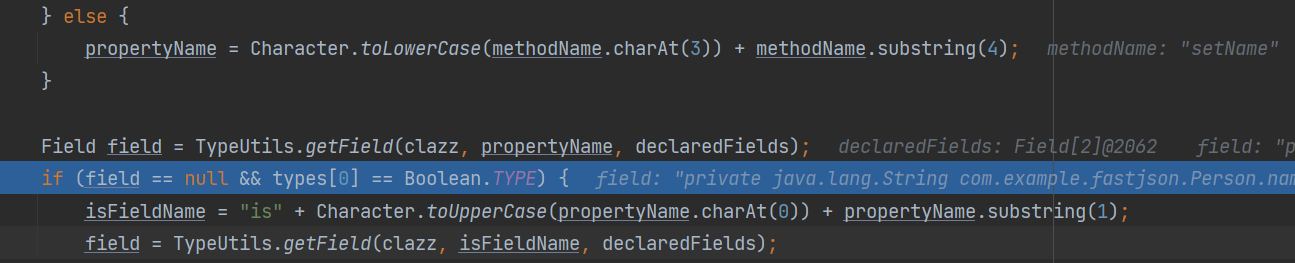 } else {
propertyName = Character.toLowerCase(methodName.charAt(3)) + methodName.substring(4); methodName: "setName"
}
Field field = TypeUtils.getField(clazz, propertyName, declaredFields); declaredFields: Field[2]@2062 field: "p
if (field == null && types[0] == Boolean.TYPE) { field: "private java.lang.String com.example.fastjson.Person.nam
isFieldName = "is" + Character.toUpperCase(propertyName.charAt(0)) + propertyName.substring(1);
field = TypeUtils.getField(clazz, isFieldName, declaredFields);